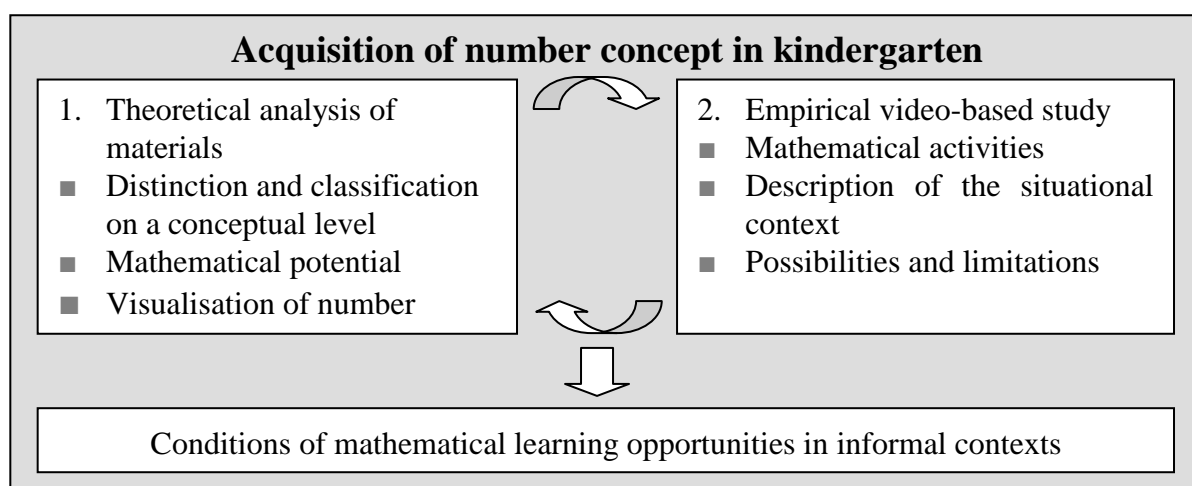 Acquisition of number concept in kindergarten
1. Theoretical analysis of
materials
■ Distinction and classification
on a conceptual level
■ Mathematical potential
■ Visualisation of number
2. Empirical video-based study
■ Mathematical activities
■ Description of the situational
context
■ Possibilities and limitations
Conditions of mathematical learning opportunities in informal contexts